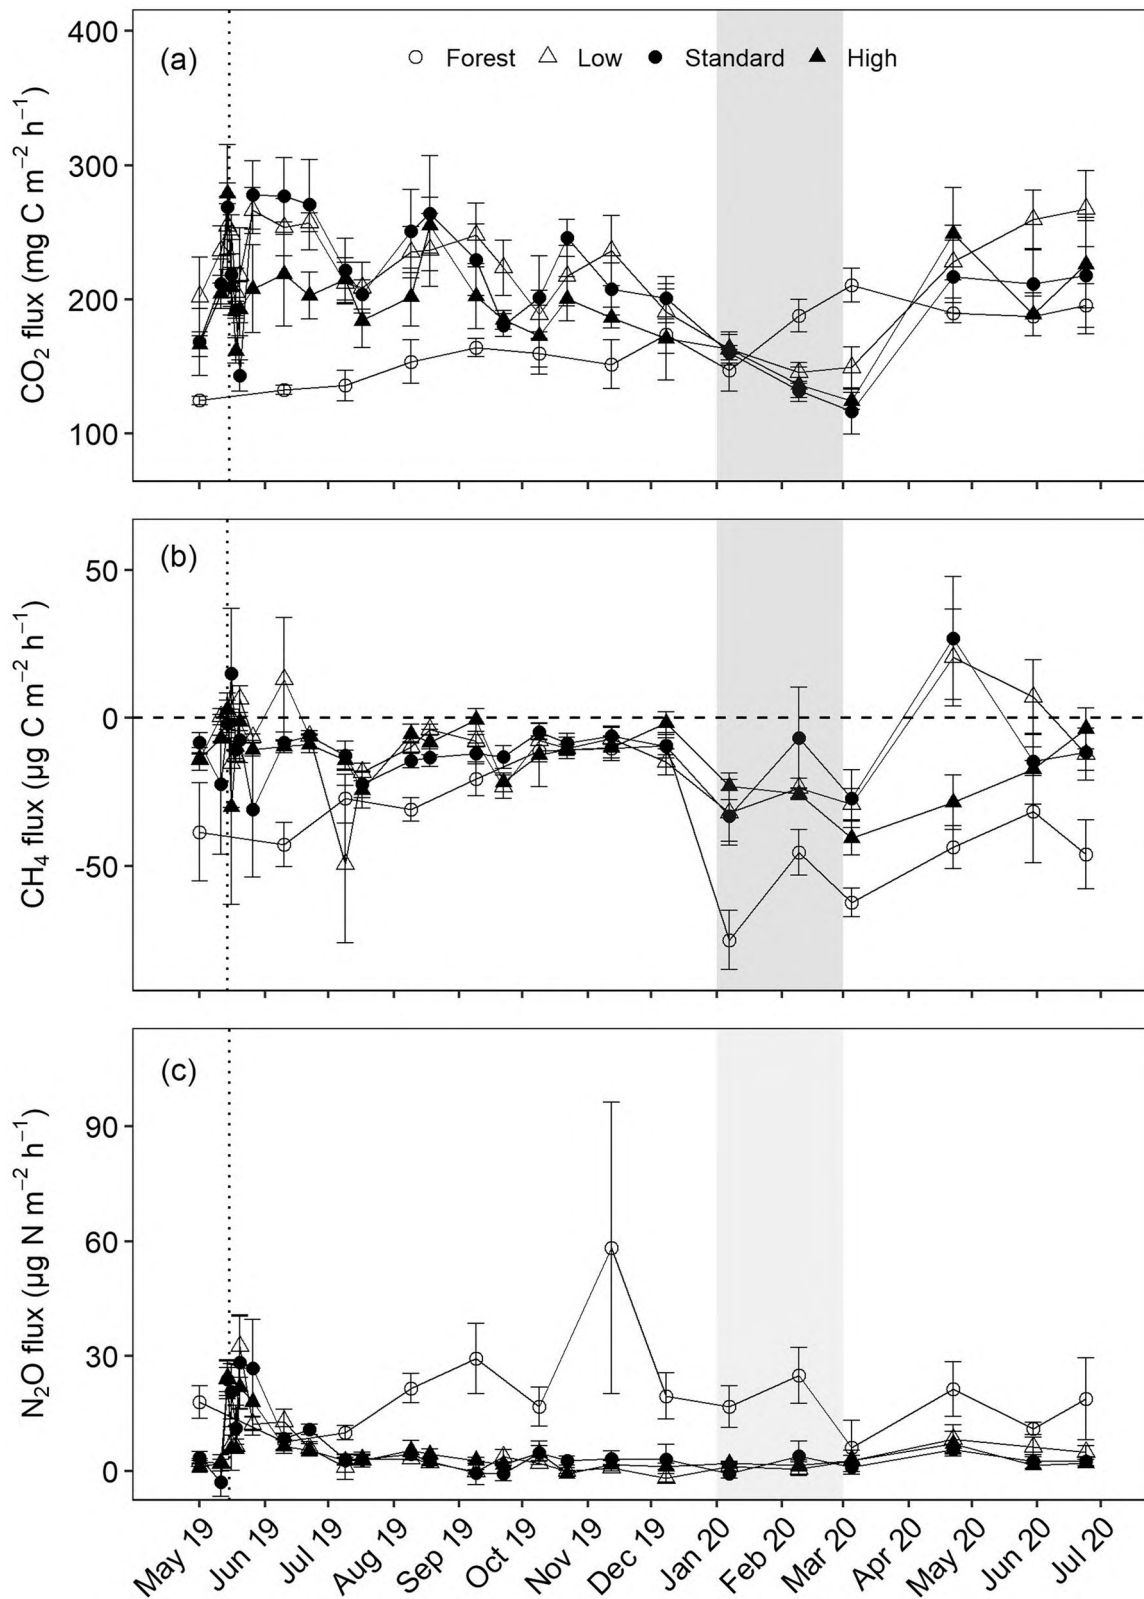 (a)
Forest Low Standard High
400
300
200
100
CO₂ flux (mg C m⁻² h⁻¹)
(b)
50
0
-50
CH₄ flux (µg C m⁻² h⁻¹)
(c)
90
60
30
0
N₂O flux (µg N m⁻² h⁻¹)
May 19
Jun 19
Jul 19
Aug 19
Sep 19
Oct 19
Nov 19
Dec 19
Jan 20
Feb 20
Mar 20
Apr 20
May 20
Jun 20
Jul 20